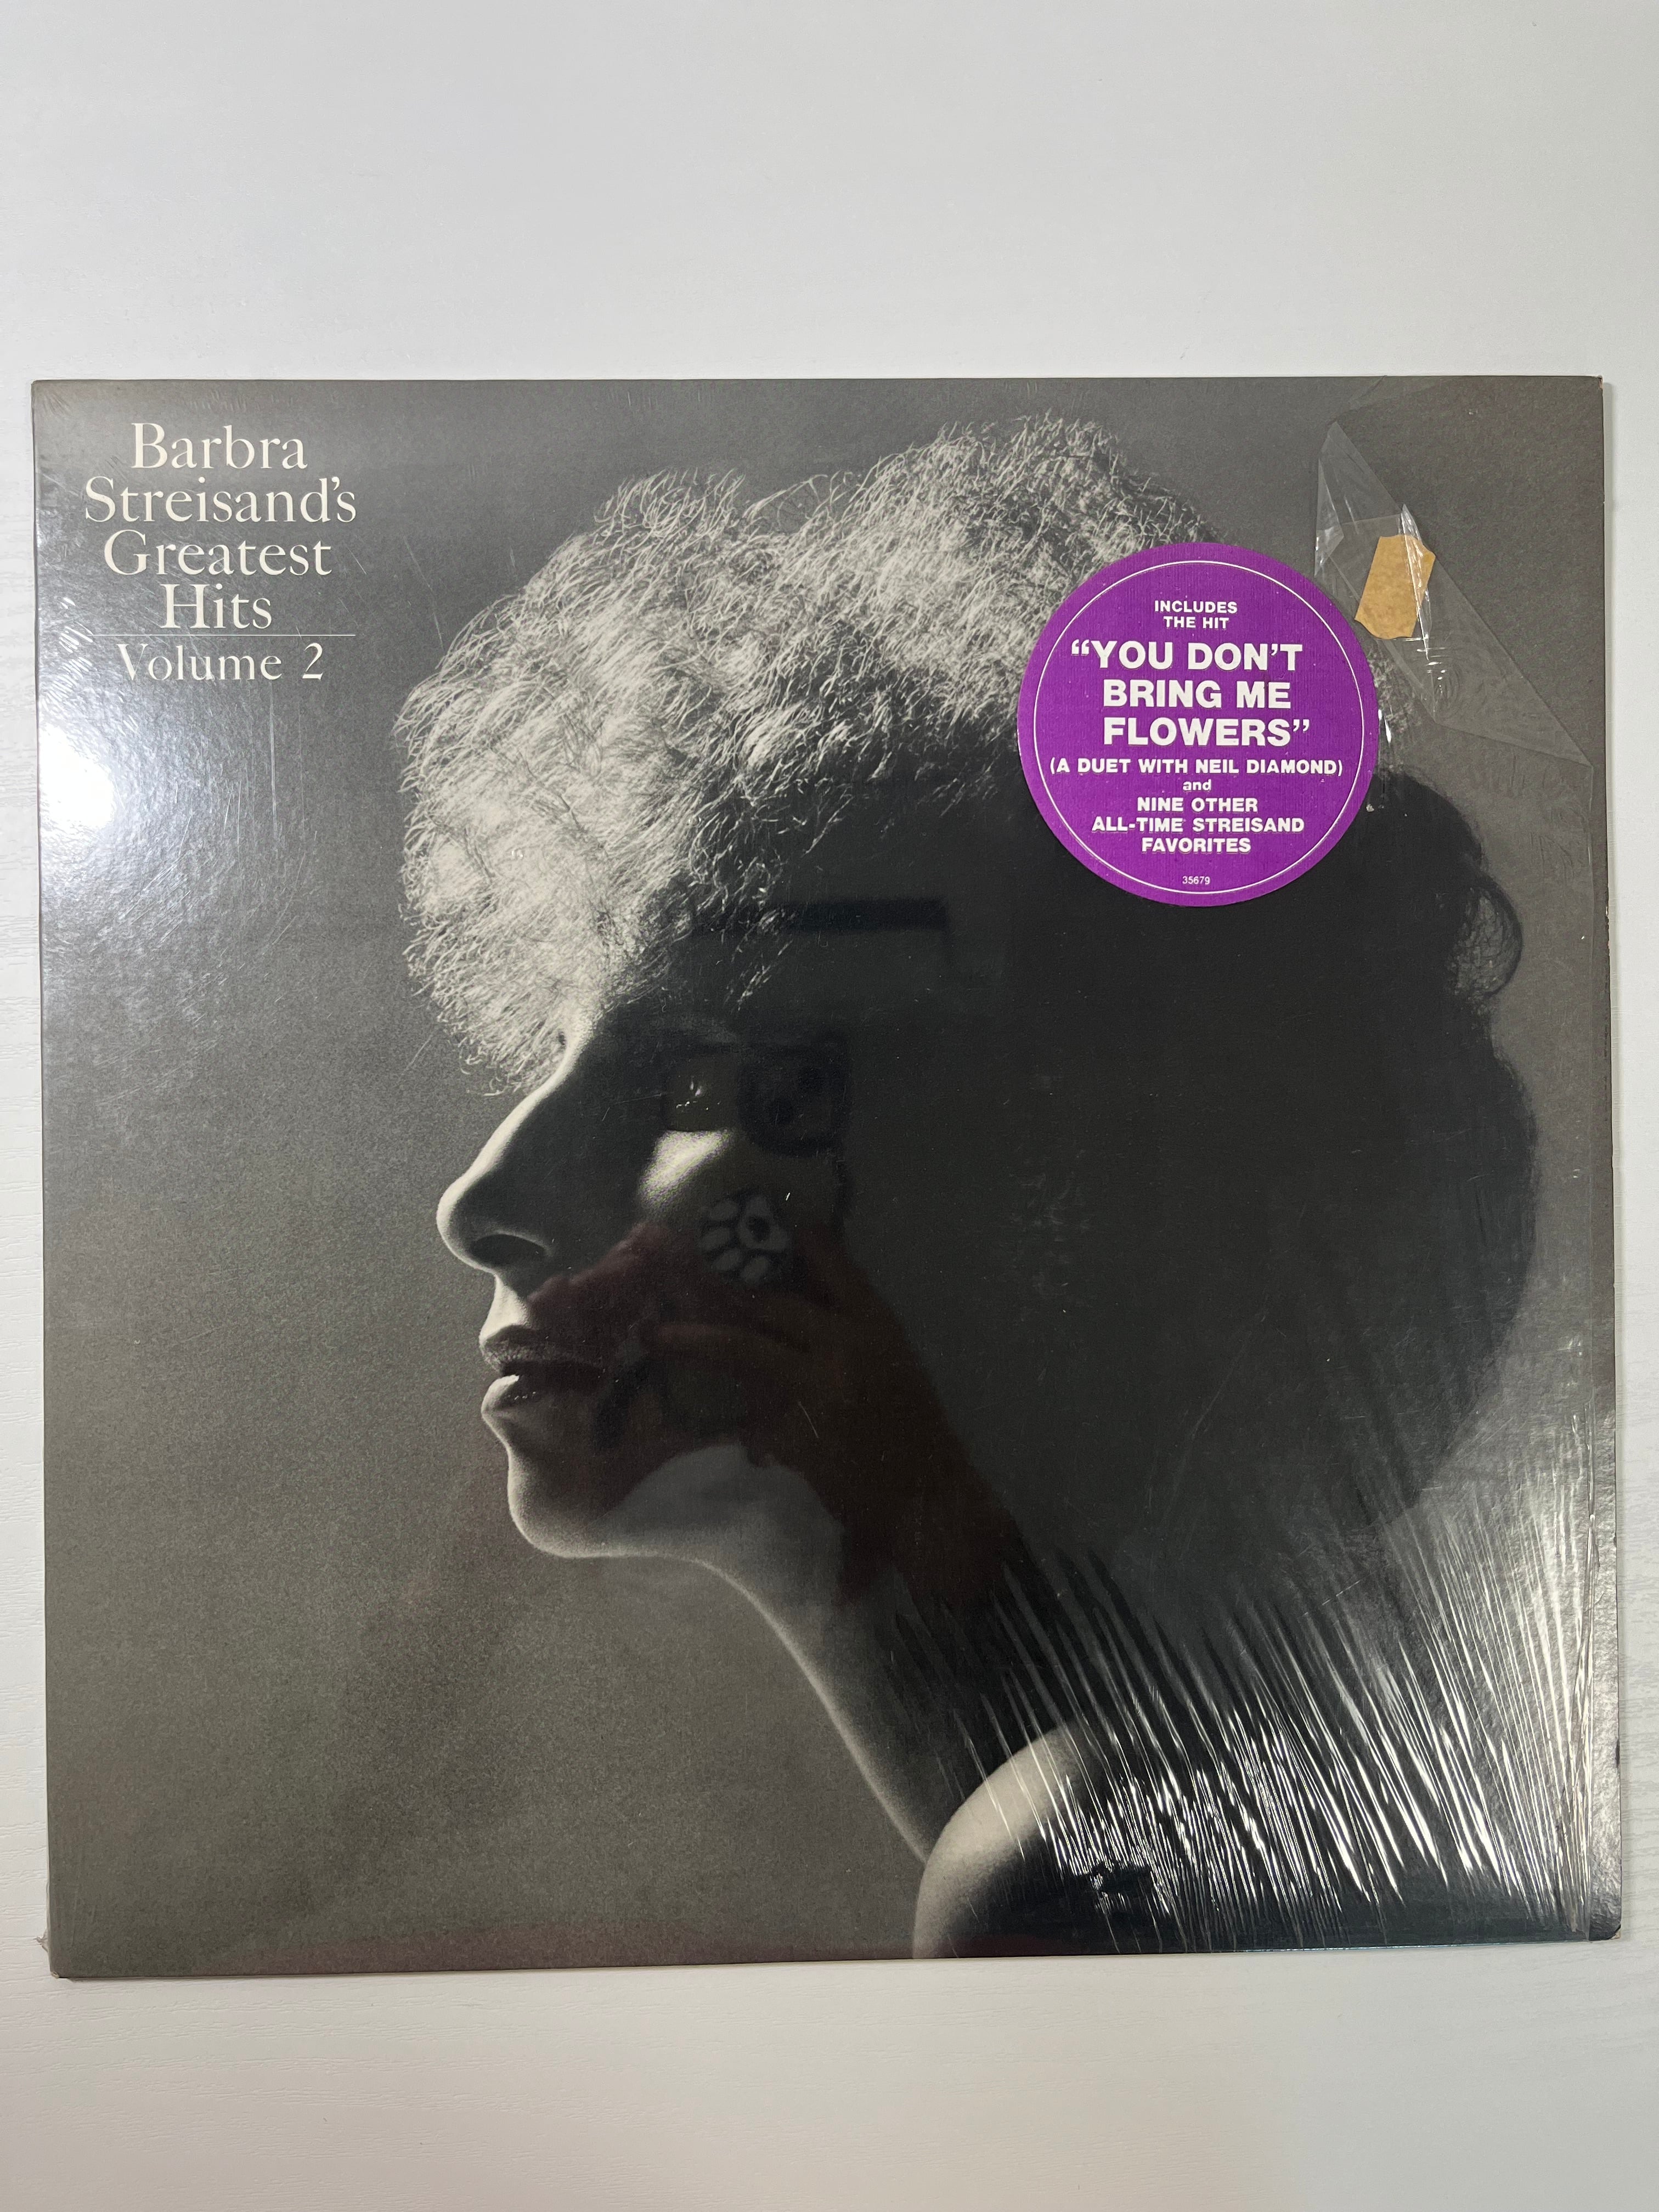 Barbra
Streisand's
Greatest
Hits
Volume 2
INCLUDES
THE HIT
“YOU DON'T
BRING ME
FLOWERS”
(A DUET WITH NEIL DIAMOND)
and
NINE OTHER
ALL-TIME STREISAND
FAVORITES
35679